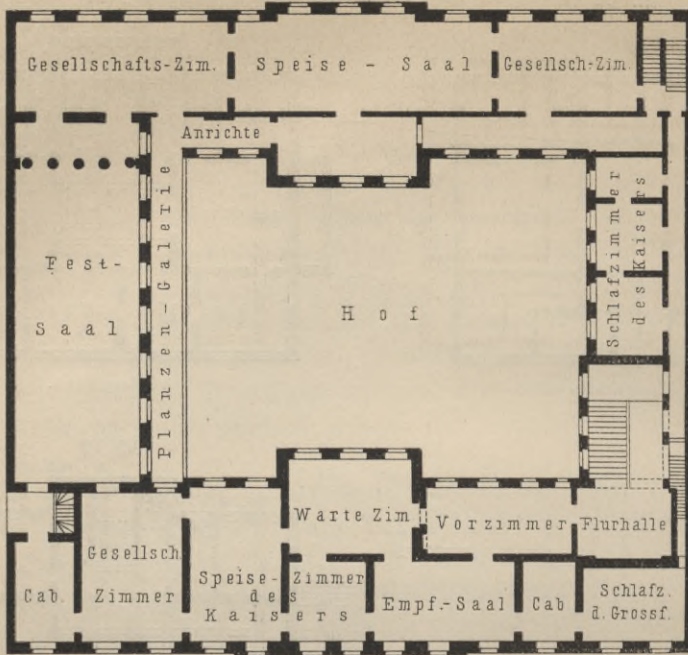 Gesellschafts-Zim.
Speise-Saal
Gesellsch-Zim.
Anrichte
Fest-
Saal
Planzen-Galerie
Hof
Schlafzimmer
des Kaisers
Warte Zim
Vorzimmer
Flurhalle
Cab.
Gesellsch.
Zimmer
Speise-Zimmer
des
Kaisers
Empf.-Saal
Cab
Schlafz.
d. Grossf.